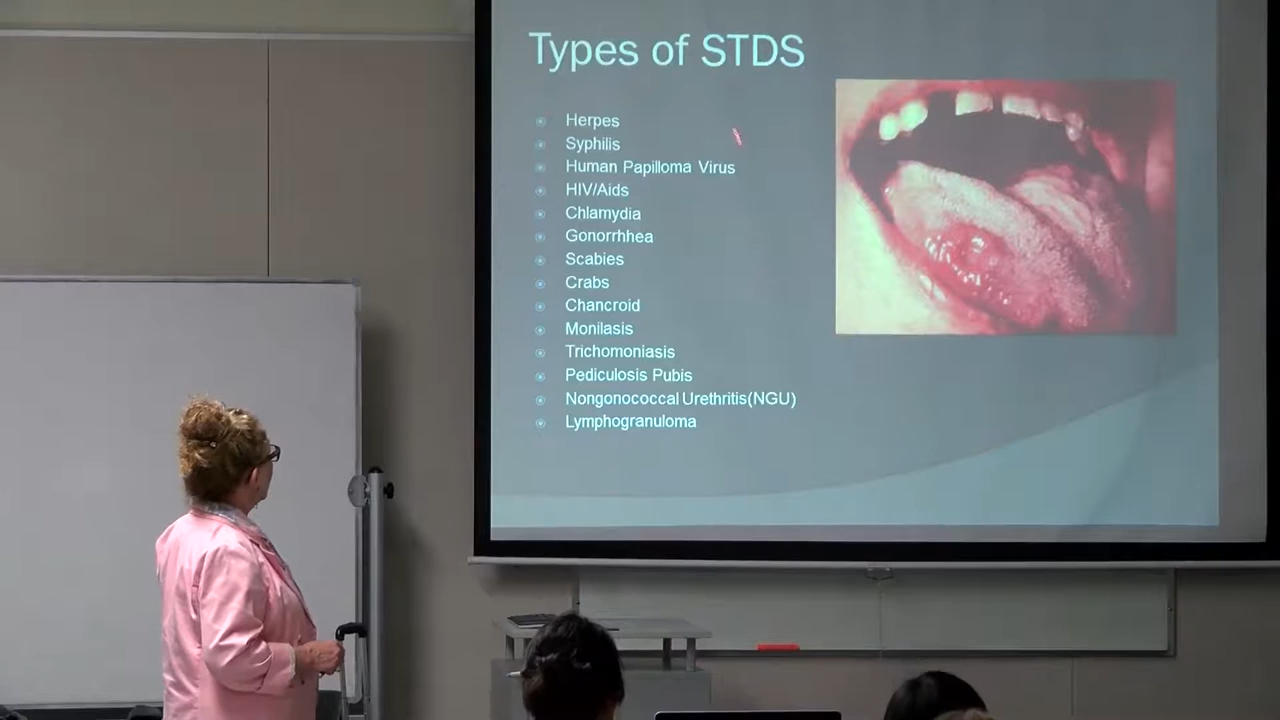 Types of STDS
Herpes
Syphilis
Human Papilloma Virus
HIV/Aids
Chlamydia
Gonorrhhea
Scabies
Crabs
Chancroid
Monilasis
Trichomoniasis
Pediculosis Pubis
Nongonococcal Urethritis(NGU)
Lymphogranuloma